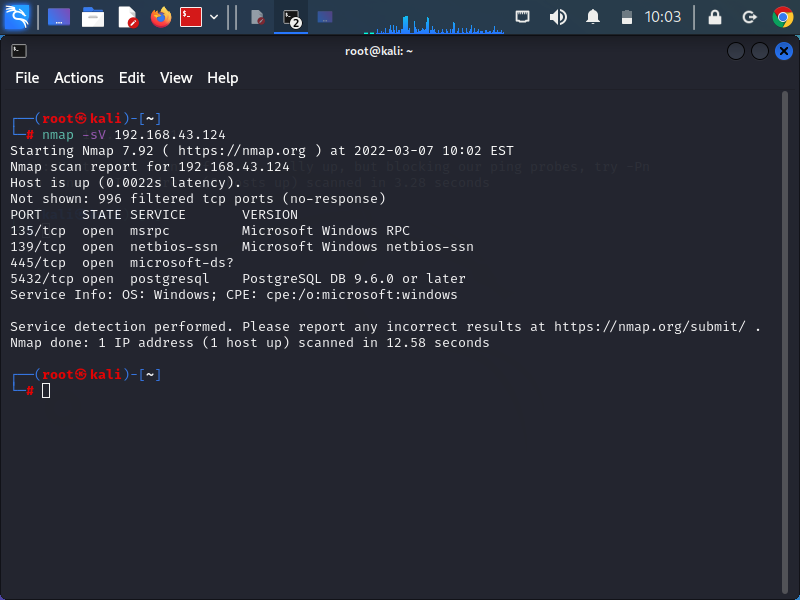 2
10:03
root@kali: ~
File Actions Edit View Help
┌──(root㉿kali)-[~]
└─# nmap -sV 192.168.43.124
Starting Nmap 7.92 ( https://nmap.org ) at 2022-03-07 10:02 EST
Nmap scan report for 192.168.43.124
Host is up (0.0022s latency).
Not shown: 996 filtered tcp ports (no-response)
PORT     STATE SERVICE       VERSION
135/tcp  open  msrpc         Microsoft Windows RPC
139/tcp  open  netbios-ssn   Microsoft Windows netbios-ssn
445/tcp  open  microsoft-ds?
5432/tcp open  postgresql    PostgreSQL DB 9.6.0 or later
Service Info: OS: Windows; CPE: cpe:/o:microsoft:windows
Service detection performed. Please report any incorrect results at https://nmap.org/submit/ .
Nmap done: 1 IP address (1 host up) scanned in 12.58 seconds
┌──(root㉿kali)-[~]
└─#